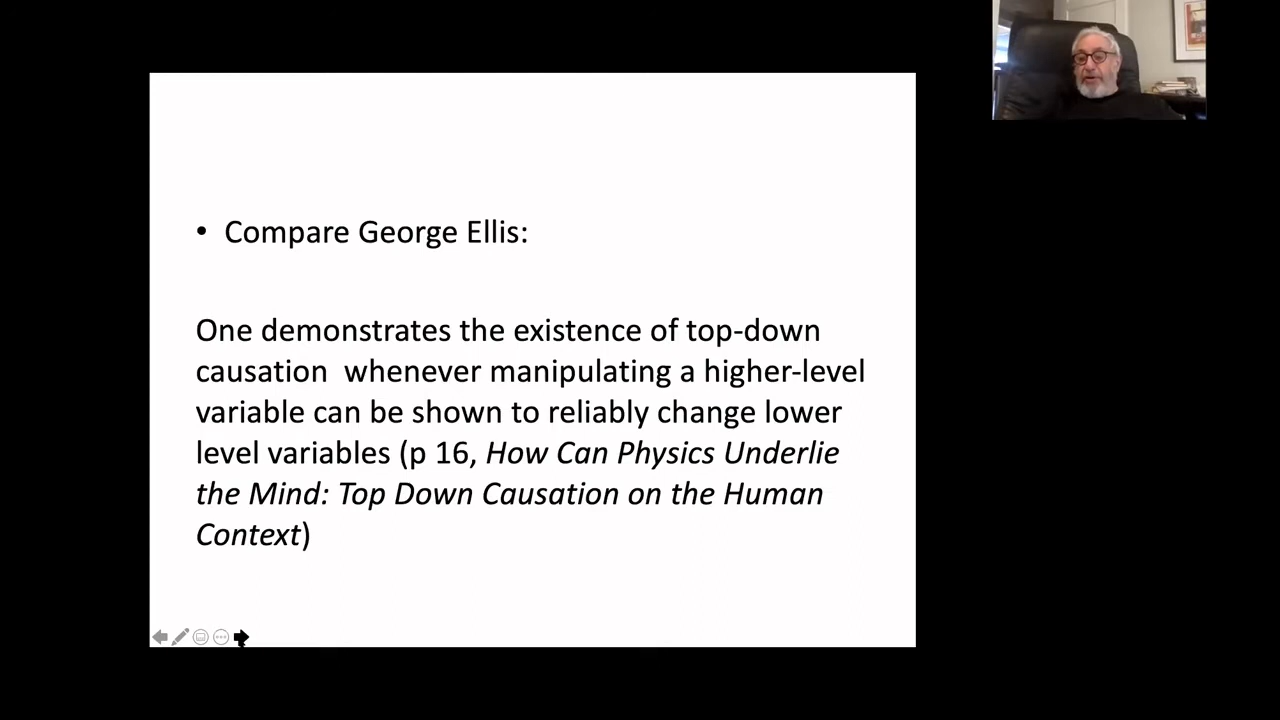 • Compare George Ellis:
One demonstrates the existence of top-down
causation  whenever manipulating a higher-level
variable can be shown to reliably change lower
level variables (p 16, How Can Physics Underlie
the Mind: Top Down Causation on the Human
Context)